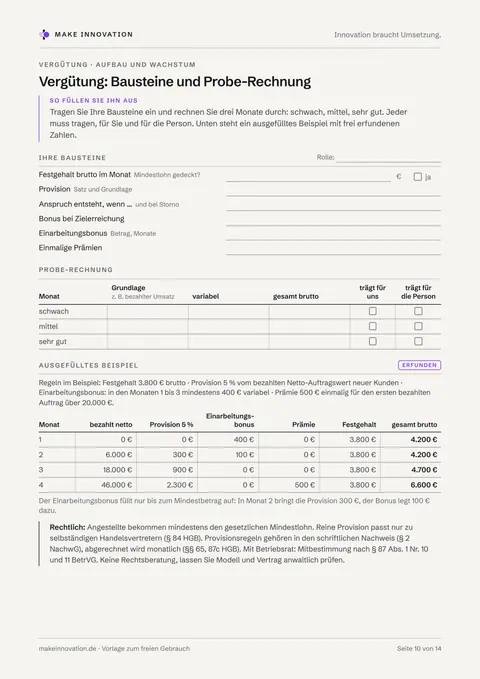 MAKE INNOVATION
Innovation braucht Umsetzung.
VERGÜTUNG · AUFBAU UND WACHSTUM
Vergütung: Bausteine und Probe-Rechnung
SO FÜLLEN SIE IHN AUS
Tragen Sie Ihre Bausteine ein und rechnen Sie drei Monate durch: schwach, mittel, sehr gut. Jeder
muss tragen, für Sie und für die Person. Unten steht ein ausgefülltes Beispiel mit frei erfundenen
Zahlen.
IHRE BAUSTEINE
Rolle:
Festgehalt brutto im Monat Mindestlohn gedeckt?
€ ja
Provision Satz und Grundlage
Anspruch entsteht, wenn … und bei Storno
Bonus bei Zielerreichung
Einarbeitungsbonus Betrag, Monate
Einmalige Prämien
PROBE-RECHNUNG
Grundlage trägt für trägt für
Monat z. B. bezahlter Umsatz variabel gesamt brutto uns die Person
schwach
mittel
sehr gut
AUSGEFÜLLTES BEISPIEL
ERFUNDEN
Regeln im Beispiel: Festgehalt 3.800 € brutto · Provision 5 % vom bezahlten Netto-Auftragswert neuer Kunden ·
Einarbeitungsbonus: in den Monaten 1 bis 3 mindestens 400 € variabel · Prämie 500 € einmalig für den ersten bezahlten
Auftrag über 20.000 €.
Einarbeitungs-
Monat bezahlt netto Provision 5 % bonus Prämie Festgehalt gesamt brutto
1 0 € 0 € 400 € 0 € 3.800 € 4.200 €
2 6.000 € 300 € 100 € 0 € 3.800 € 4.200 €
3 18.000 € 900 € 0 € 0 € 3.800 € 4.700 €
4 46.000 € 2.300 € 0 € 500 € 3.800 € 6.600 €
Der Einarbeitungsbonus füllt nur bis zum Mindestbetrag auf: In Monat 2 bringt die Provision 300 €, der Bonus legt 100 €
dazu.
Rechtlich: Angestellte bekommen mindestens den gesetzlichen Mindestlohn. Reine Provision passt nur zu
selbständigen Handelsvertretern (§ 84 HGB). Provisionsregeln gehören in den schriftlichen Nachweis (§ 2
NachwG), abgerechnet wird monatlich (§§ 65, 87c HGB). Mit Betriebsrat: Mitbestimmung nach § 87 Abs. 1 Nr. 10
und 11 BetrVG. Keine Rechtsberatung, lassen Sie Modell und Vertrag anwaltlich prüfen.
makeinnovation.de · Vorlage zum freien Gebrauch
Seite 10 von 14